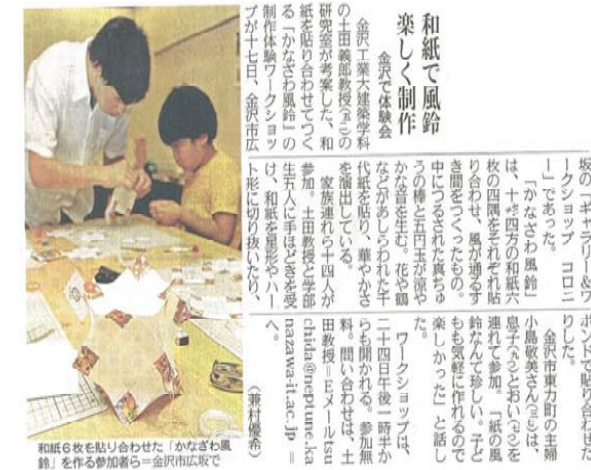 和紙で風鈴
楽しく制作
金沢で体験会
金沢工業大建築学科
の土田義郎教授の
研究室が考案した、和
紙を貼り合わせてつく
る「かなざわ風鈴」の
制作体験ワークショッ
プが十七日、金沢市広
坂の「ギャラリー&ワ
ークショップ コロニ
ー」であった。
「かなざわ風鈴」
は、十㌢四方の和紙六
枚の四隅をそれぞれ貼
り合わせ、風が通るす
き間をつくったもの。
中につるされた真ちゅ
うの棒と五円玉が涼や
かな音を生む。花や鶴
などがあしらわれた千
代紙を貼り、華やかさ
を演出している。
家族連れら十四人が
参加。土田教授と学部
生五人に手ほどきを受
け、和紙を星形やハー
ト形に切り抜いたり、
ボンドで貼り合わせた
りした。
金沢市東力町の主婦
小島敬美さんは、
息子とおいを
連れて参加。「紙の風
鈴なんて珍しい。子ど
もも気軽に作れるので
楽しかった」と話し
た。
ワークショップは、
二十四日午後一時半か
らも開かれる。参加無
料。問い合わせは、土
田教授=Eメールtsu
chida@neptune.ka
nazawa-it.ac.jp=
へ。
(兼村優希)
和紙6枚を貼り合わせた「かなざわ風
鈴」を作る参加者ら=金沢市広坂で